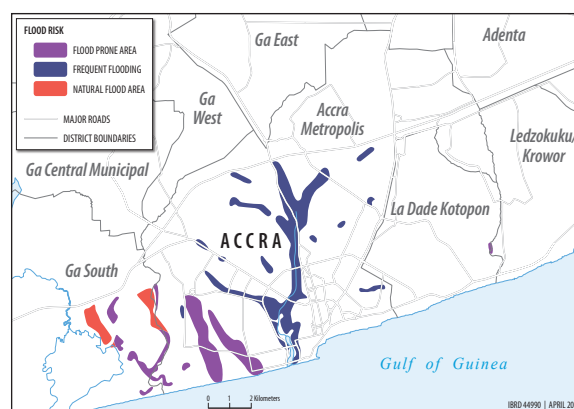 FLOOD RISK
FLOOD PRONE AREA
FREQUENT FLOODING
NATURAL FLOOD AREA
MAJOR ROADS
DISTRICT BOUNDARIES
Ga East
Adenta
Ga
West
Accra
Metropolis
Ledzokuku/
Krowor
Ga Central Municipal
La Dade Kotopon
ACCRA
Ga South
Gulf of Guinea
0 1 2 Kilometers
IBRD 44990 | APRIL 20